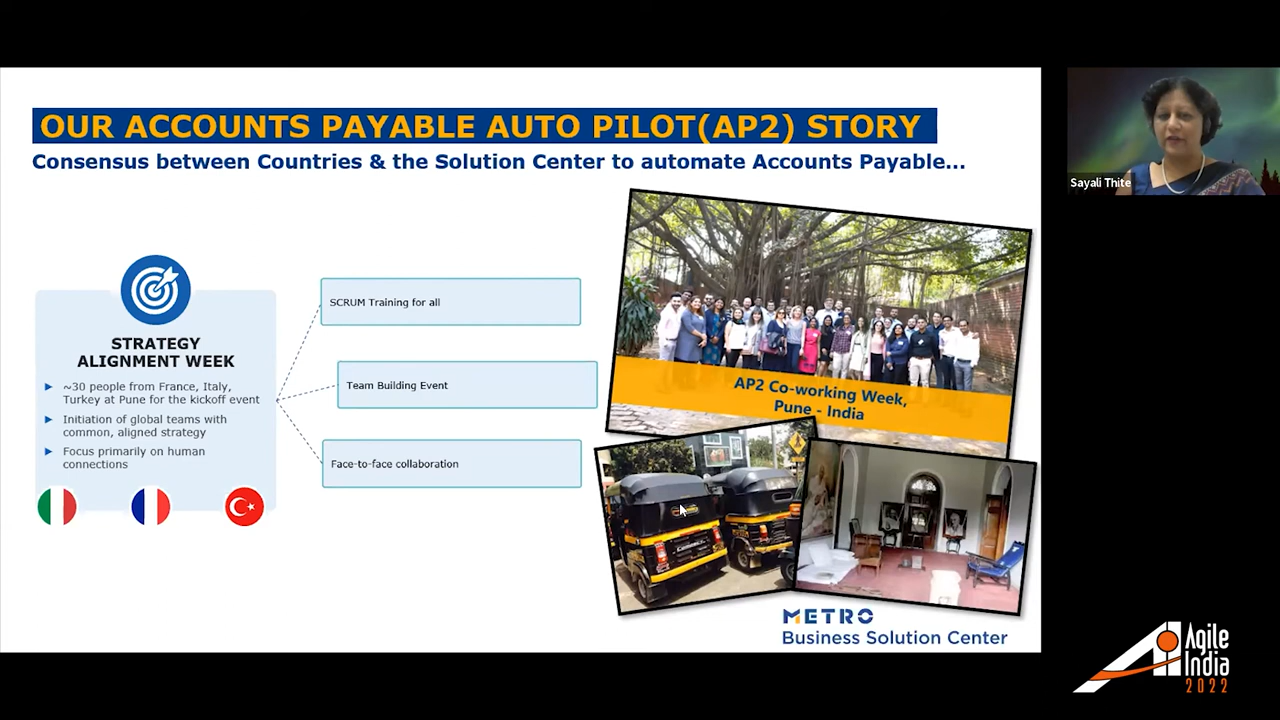 OUR ACCOUNTS PAYABLE AUTO PILOT(AP2) STORY
Consensus between Countries & the Solution Center to automate Accounts Payable...
Sayali Thite
STRATEGY
ALIGNMENT WEEK
~30 people from France, Italy,
Turkey at Pune for the kickoff event
Initiation of global teams with
common, aligned strategy
Focus primarily on human
connections
SCRUM Training for all
Team Building Event
Face-to-face collaboration
AP2 Co-working Week,
Pune - India
METRO
Business Solution Center
Agile
India
2022